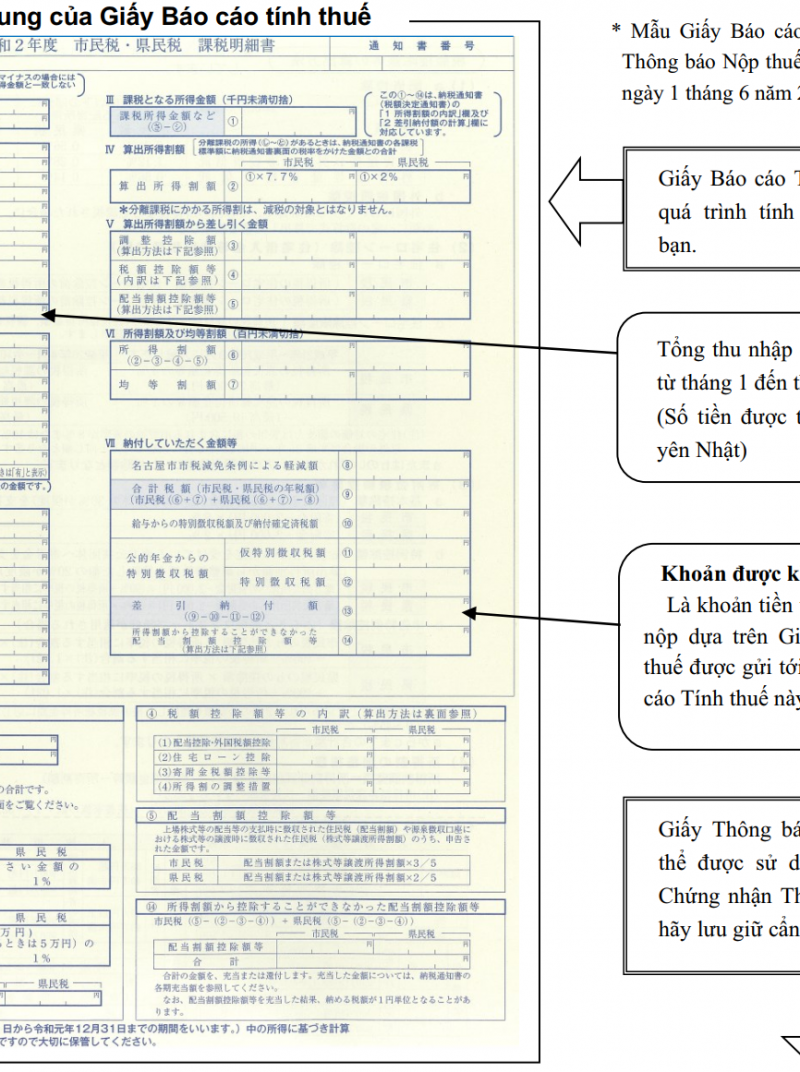 ung của Giấy Báo cáo tính thuế
和2年度 市民税・県民税 課税明細書
通知書番号
マイナスの場合には
得金額と一致しない
Ⅲ 課税となる所得金額（千円未満切捨）
課税所得金額など
①
円
この①～⑭は、納税通知書
（税額決定通知書）の
「1 所得割額の内訳」欄及び
「2 差引納付額の計算」欄に
対応しています。
Ⅳ 算出所得割額
分離課税の所得
があるときは、納税通知書の各課税
標準額に納税通知書裏面の税率をかけた金額との合計
市民税 県民税
算出所得割額 ② ①×7.7% 円 ①×2% 円
＊分離課税にかかる所得割は、減税の対象とはなりません。
Ⅴ 算出所得割額から差し引く金額
調整控除額
（算出方法は下記参照）
③ 円 円
税額控除額等
（内訳は下記参照）
④ 円 円
配当割額控除額等
（算出方法は下記参照）
⑤ 円 円
Ⅵ 所得割額及び均等割額（百円未満切捨）
所得割額
（②－③－④－⑤）
⑥ 円 円
均等割額 ⑦ 円 円
Ⅶ 納付していただく金額等
名古屋市市税減免条例による軽減額 ⑧ 円
合計税額（市民税・県民税の年税額）
（市民税（⑥＋⑦）＋県民税（⑥＋⑦）－⑧）
⑨ 円
給与からの特別徴収税額及び納付確定済税額 ⑩ 円
公的年金からの
特別徴収税額
仮特別徴収税額 ⑪ 円
特別徴収税額 ⑫ 円
差引納付額
（⑨－⑩－⑪－⑫）
⑬ 円
所得割額から控除することができなかった
配当割額控除額等
（算出方法は下記参照）
⑭ 円
きは「有」と表示）
の金額です。）
④ 税額控除額等の内訳（算出方法は裏面参照）
市民税 県民税
(1)配当控除・外国税額控除 円 円
(2)住宅ローン控除
(3)寄附金税額控除等
(4)所得割の調整措置
の合計です。
面をご覧ください。
⑤ 配当割額控除額等
上場株式等の配当等の支払時に徴収された住民税（配当割額）や源泉徴収口座に
おける株式等の譲渡時に徴収された住民税（株式等譲渡所得割額）のうち、申告さ
れた金額です。
市民税 配当割額または株式等譲渡所得割額×3／5
県民税 配当割額または株式等譲渡所得割額×2／5
県民税
さい金額の
1%
⑭ 所得割額から控除することができなかった配当割額控除額等
市民税（⑤－（②－③－④））＋県民税（⑤－（②－③－④））
市民税 県民税
配当割額控除額等 円 円
合計 円
合計の金額を、充当または還付します。充当した金額については、納税通知書の
各期充当額を参照してください。
なお、配当割額控除額等を充当した結果、納める税額が1円単位となることがあ
ります。
県民税
万円）
るときは5万円）の
1%
県民税
円 円
日から令和元年12月31日までの期間をいいます。）中の所得に基づき計算
ですので大切に保管してください。
* Mẫu Giấy Báo cáo
Thông báo Nộp thuế
ngày 1 tháng 6 năm 2
Giấy Báo cáo T
quá trình tính
bạn.
Tổng thu nhập
từ tháng 1 đến th
(Số tiền được t
yên Nhật)
Khoản được k
Là khoản tiền
nộp dựa trên Gi
thuế được gửi tới
cáo Tính thuế này
Giấy Thông bá
thể được sử d
Chứng nhận Th
hãy lưu giữ cẩn